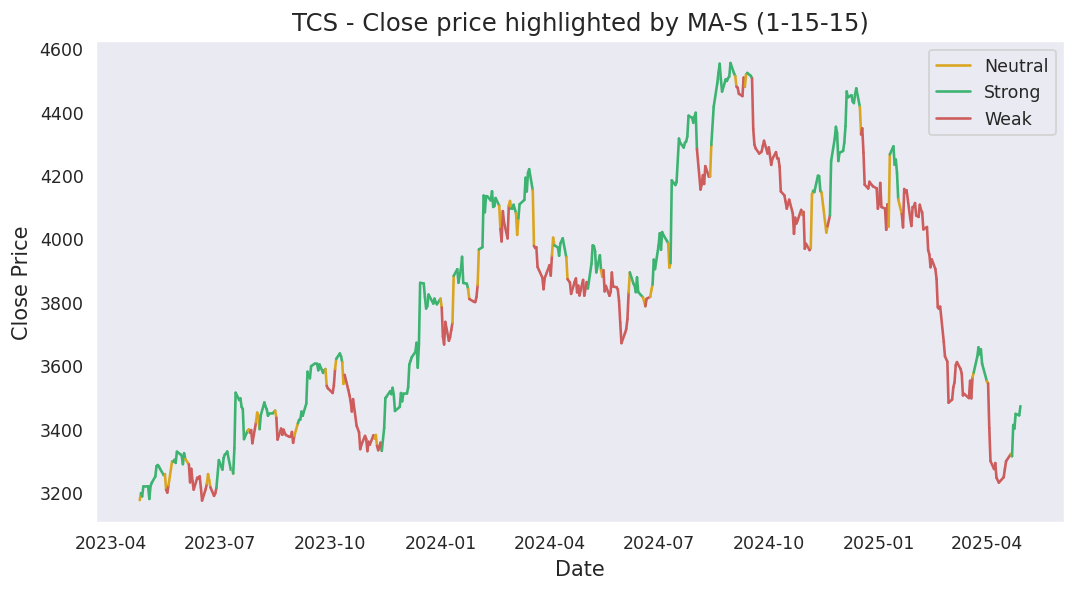 TCS - Close price highlighted by MA-S (1-15-15)
4600
4400
4200
4000
3800
3600
3400
3200
Close Price
Neutral
Strong
Weak
2023-04 2023-07 2023-10 2024-01 2024-04 2024-07 2024-10 2025-01 2025-04
Date